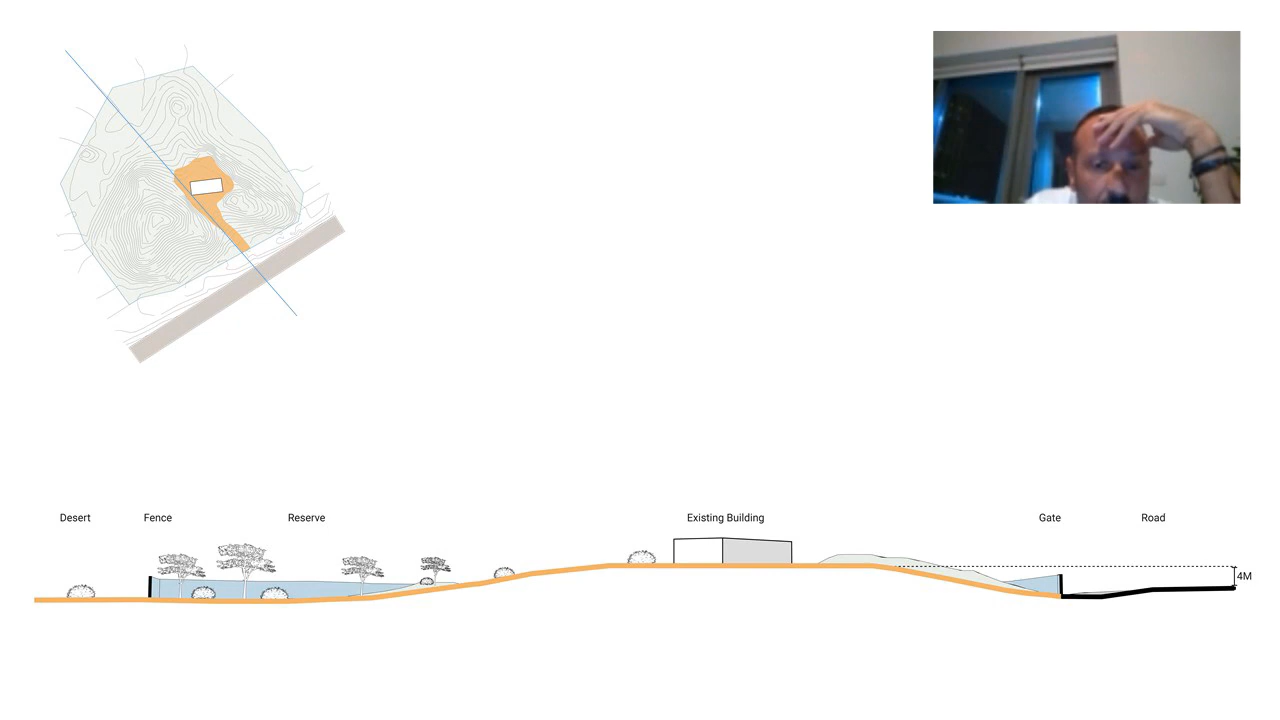 Desert
Fence
Reserve
Existing Building
Gate
Road
4M